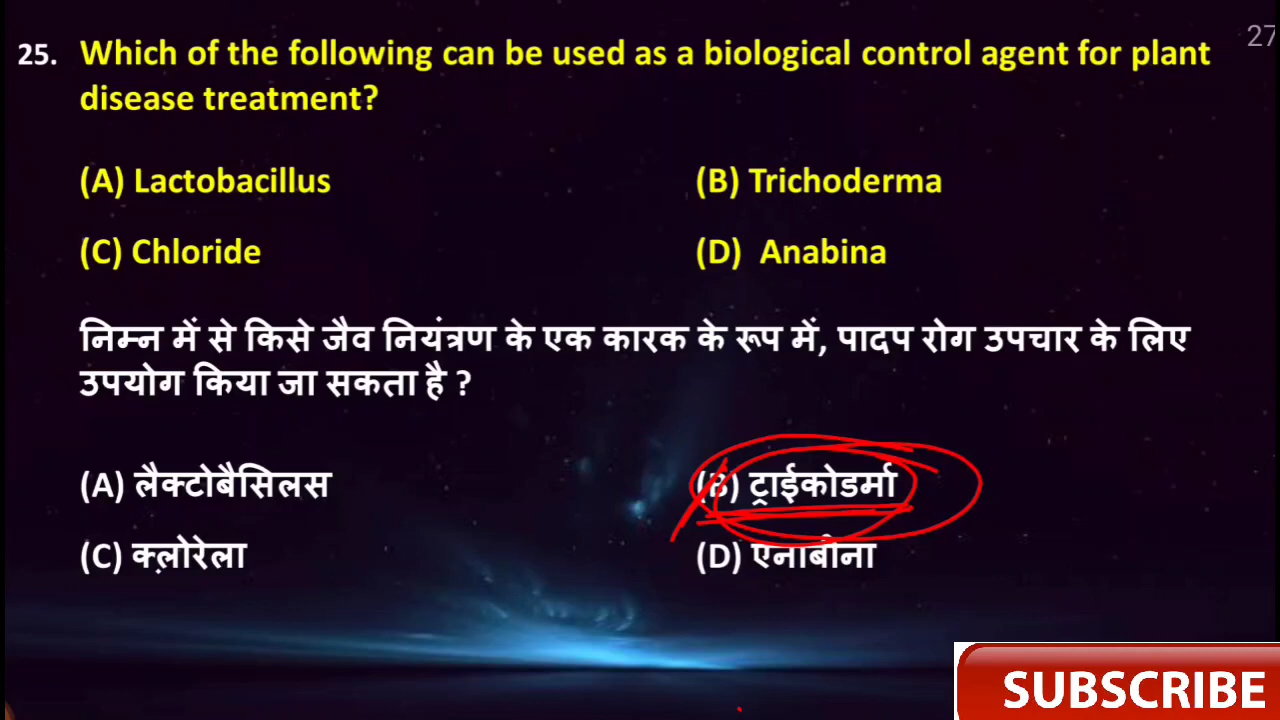 27
25. Which of the following can be used as a biological control agent for plant
disease treatment?
(A) Lactobacillus (B) Trichoderma
(C) Chloride (D) Anabina
निम्न में से किसे जैव नियंत्रण के एक कारक के रूप में, पादप रोग उपचार के लिए
उपयोग किया जा सकता है ?
(A) लैक्टोबैसिलस (B) ट्राईकोडर्मा
(C) क्लो़रेला (D) एनाबीना
SUBSCRIBE